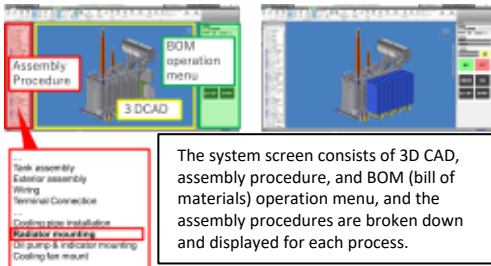 Assembly
Procedure
BOM
operation
menu
3 DCAD
...
Tank assembly
Exterior assembly
Wiring
Terminal Connection
...
Cooling pipe installation
Radiator mounting
Oil pump & indicator mounting
Cooling fan mount
The system screen consists of 3D CAD,
assembly procedure, and BOM (bill of
materials) operation menu, and the
assembly procedures are broken down
and displayed for each process.